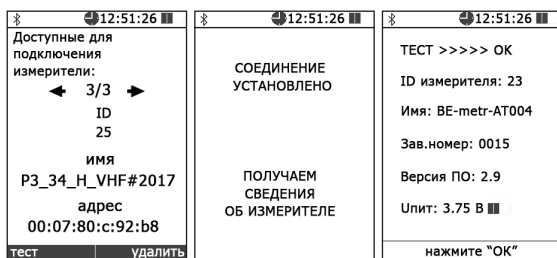 12:51:26
Доступные для
подключения
измерители:
3/3
ID
25
имя
P3_34_H_VHF#2017
адрес
00:07:80:c:92:b8
тест удалить
12:51:26
СОЕДИНЕНИЕ
УСТАНОВЛЕНО
ПОЛУЧАЕМ
СВЕДЕНИЯ
ОБ ИЗМЕРИТЕЛЕ
12:51:26
ТЕСТ >>>>> OK
ID измерителя: 23
Имя: BE-metr-AT004
Зав.номер: 0015
Версия ПО: 2.9
Uпит: 3.75 В
нажмите "OK"